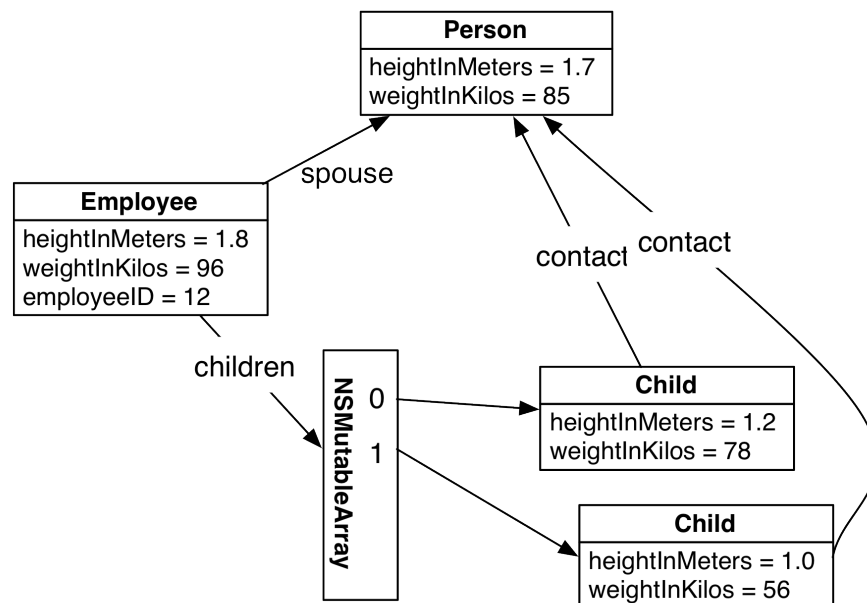 Person
heightInMeters = 1.7
weightInKilos = 85
spouse
Employee
heightInMeters = 1.8
weightInKilos = 96
employeeID = 12
contact
contact
children
NSMutableArray
0
1
Child
heightInMeters = 1.2
weightInKilos = 78
Child
heightInMeters = 1.0
weightInKilos = 56